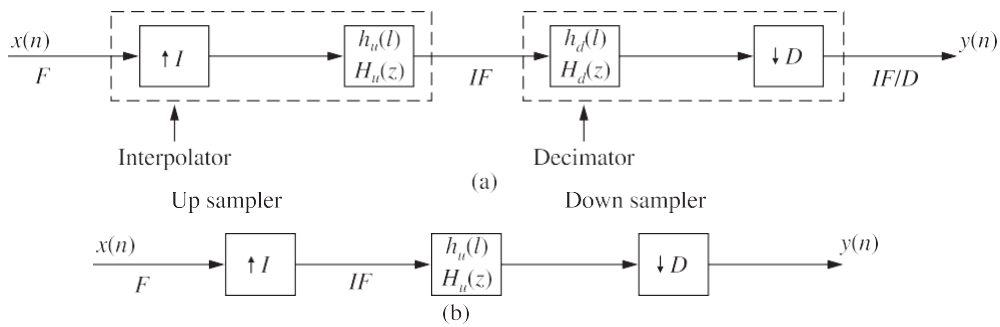 x(n)
F
↑ I
h_u(l)
H_u(z)
IF
h_d(l)
H_d(z)
↓ D
y(n)
IF/D
Interpolator
Decimator
(a)
Up sampler
Down sampler
x(n)
F
↑ I
IF
h_u(l)
H_u(z)
↓ D
y(n)
(b)